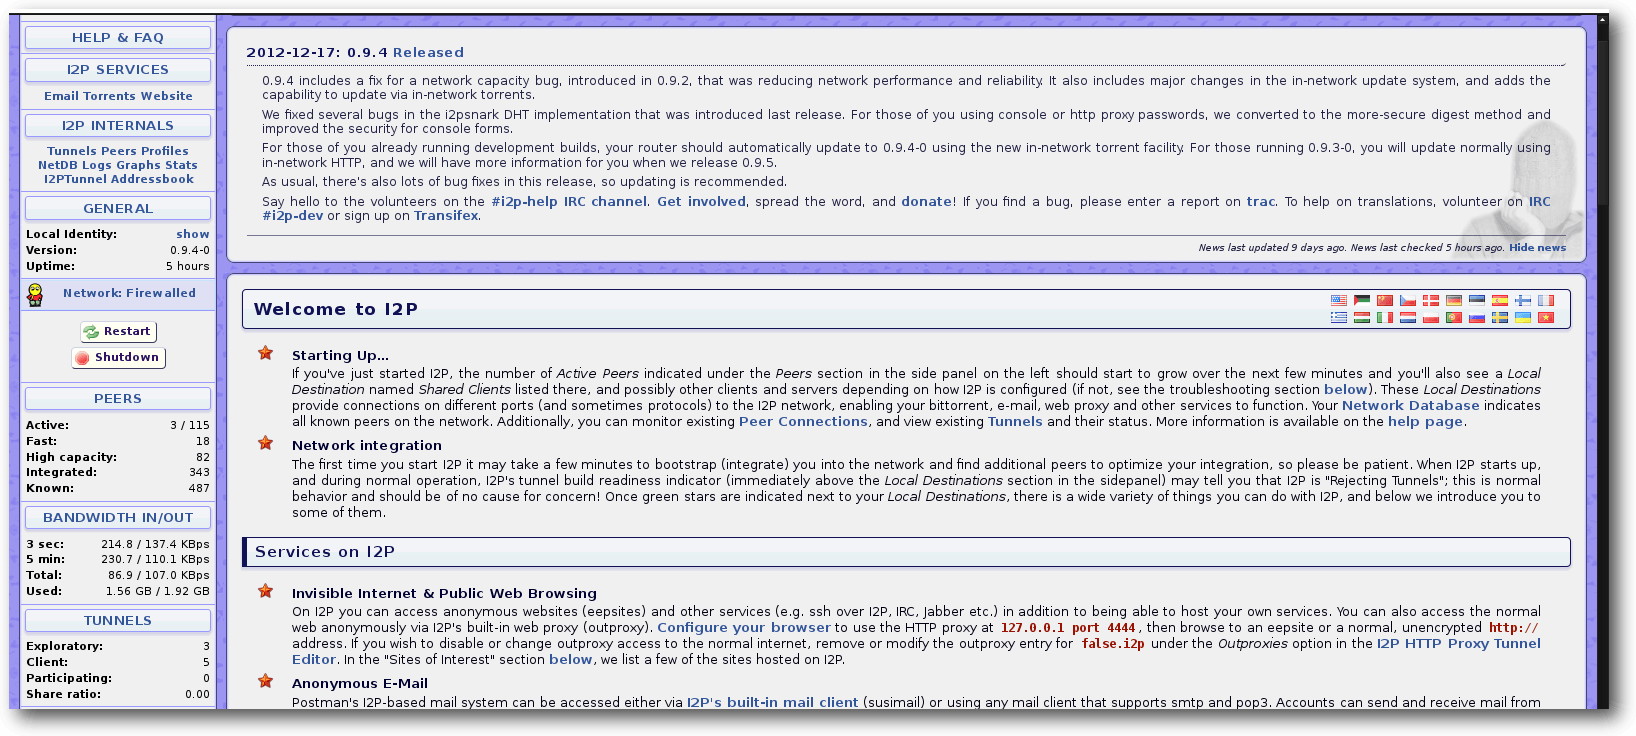 HELP & FAQ
I2P SERVICES
Email Torrents Website
I2P INTERNALS
Tunnels Peers Profiles
NetDB Logs Graphs Stats
I2PTunnel Addressbook
GENERAL
Local Identity: show
Version: 0.9.4-0
Uptime: 5 hours
Network: Firewalled
Restart
Shutdown
PEERS
Active: 3 / 115
Fast: 18
High capacity: 82
Integrated: 343
Known: 487
BANDWIDTH IN/OUT
3 sec: 214.8 / 137.4 KBps
5 min: 230.7 / 110.1 KBps
Total: 86.9 / 107.0 KBps
Used: 1.56 GB / 1.92 GB
TUNNELS
Exploratory: 3
Client: 5
Participating: 0
Share ratio: 0.00
2012-12-17: 0.9.4 Released
0.9.4 includes a fix for a network capacity bug, introduced in 0.9.2, that was reducing network performance and reliability. It also includes major changes in the in-network update system, and adds the
capability to update via in-network torrents.
We fixed several bugs in the i2psnark DHT implementation that was introduced last release. For those of you using console or http proxy passwords, we converted to the more-secure digest method and
improved the security for console forms.
For those of you already running development builds, your router should automatically update to 0.9.4-0 using the new in-network torrent facility. For those running 0.9.3-0, you will update normally using
in-network HTTP, and we will have more information for you when we release 0.9.5.
As usual, there's also lots of bug fixes in this release, so updating is recommended.
Say hello to the volunteers on the #i2p-help IRC channel. Get involved, spread the word, and donate! If you find a bug, please enter a report on trac. To help on translations, volunteer on IRC
#i2p-dev or sign up on Transifex.
News last updated 9 days ago. News last checked 5 hours ago. Hide news
Welcome to I2P
Starting Up...
If you've just started I2P, the number of Active Peers indicated under the Peers section in the side panel on the left should start to grow over the next few minutes and you'll also see a Local
Destination named Shared Clients listed there, and possibly other clients and servers depending on how I2P is configured (if not, see the troubleshooting section below). These Local Destinations
provide connections on different ports (and sometimes protocols) to the I2P network, enabling your bittorrent, e-mail, web proxy and other services to function. Your Network Database indicates
all known peers on the network. Additionally, you can monitor existing Peer Connections, and view existing Tunnels and their status. More information is available on the help page.
Network integration
The first time you start I2P it may take a few minutes to bootstrap (integrate) you into the network and find additional peers to optimize your integration, so please be patient. When I2P starts up,
and during normal operation, I2P's tunnel build readiness indicator (immediately above the Local Destinations section in the sidepanel) may tell you that I2P is "Rejecting Tunnels"; this is normal
behavior and should be of no cause for concern! Once green stars are indicated next to your Local Destinations, there is a wide variety of things you can do with I2P, and below we introduce you to
some of them.
Services on I2P
Invisible Internet & Public Web Browsing
On I2P you can access anonymous websites (eepsites) and other services (e.g. ssh over I2P, IRC, Jabber etc.) in addition to being able to host your own services. You can also access the normal
web anonymously via I2P's built-in web proxy (outproxy). Configure your browser to use the HTTP proxy at 127.0.0.1 port 4444, then browse to an eepsite or a normal, unencrypted http://
address. If you wish to disable or change outproxy access to the normal internet, remove or modify the outproxy entry for false.i2p under the Outproxies option in the I2P HTTP Proxy Tunnel
Editor. In the "Sites of Interest" section below, we list a few of the sites hosted on I2P.
Anonymous E-Mail
Postman's I2P-based mail system can be accessed either via I2P's built-in mail client (susimail) or using any mail client that supports smtp and pop3. Accounts can send and receive mail from